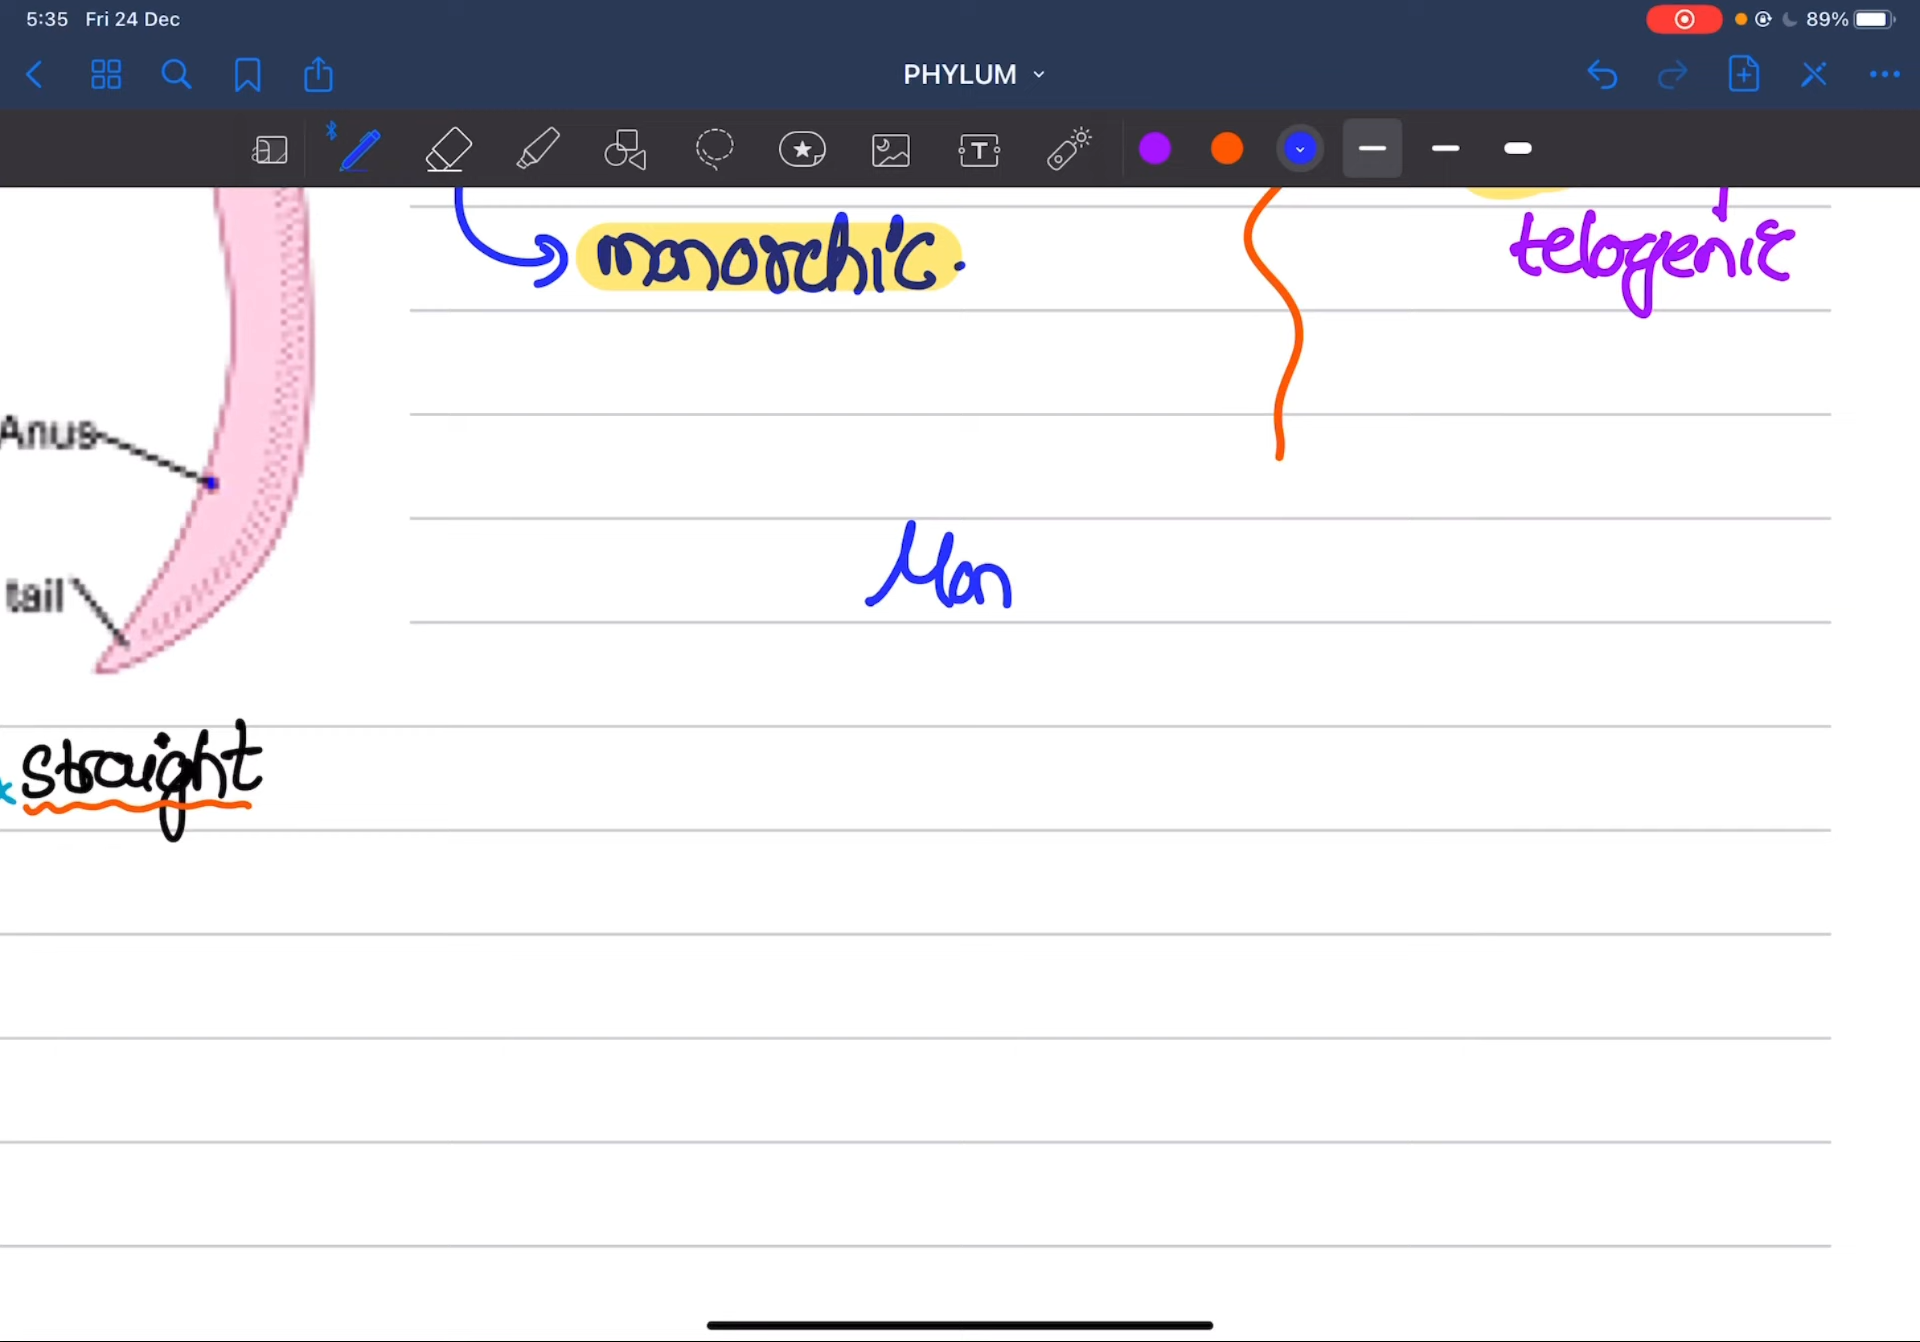 5:35 Fri 24 Dec 89%
PHYLUM
T
monorchic.
telogenic
Anus
Mon
tail
straight